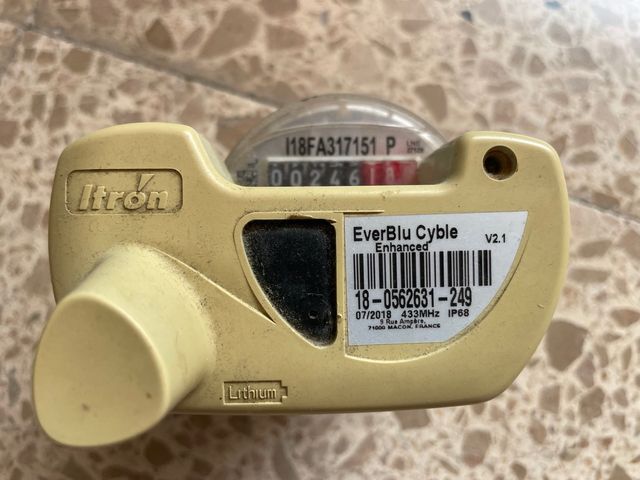 I18FA317151 P
00246
Itron
EverBlu Cyble
Enhanced
V2.1
18-0562631-249
07/2018 433MHz IP68
9 Rue Ampère,
71000 MACON, FRANCE
Lithium